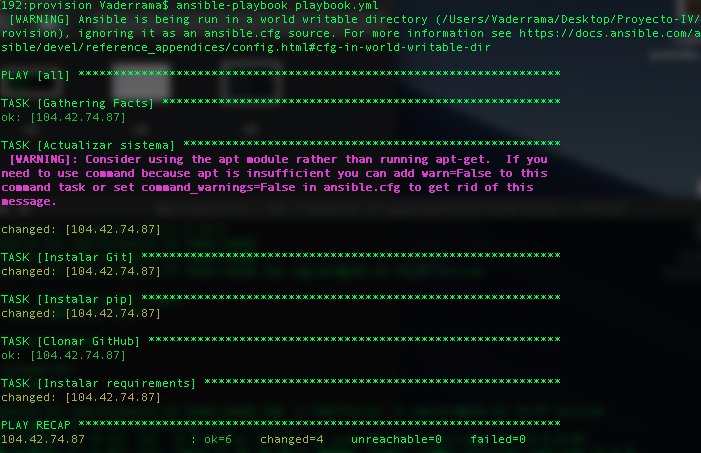 192:provision Vaderrama$ ansible-playbook playbook.yml
[WARNING] Ansible is being run in a world writable directory (/Users/Vaderrama/Desktop/Proyecto-IV/
rovision), ignoring it as an ansible.cfg source. For more information see https://docs.ansible.com/a
sible/devel/reference_appendices/config.html#cfg-in-world-writable-dir
PLAY [all] *************************************************************
TASK [Gathering Facts] **************************************************
ok: [104.42.74.87]
TASK [Actualizar sistema] ***********************************************
[WARNING]: Consider using the apt module rather than running apt-get.  If you
need to use command because apt is insufficient you can add warn=False to this
command task or set command_warnings=False in ansible.cfg to get rid of this
message.
changed: [104.42.74.87]
TASK [Instalar Git] *****************************************************
changed: [104.42.74.87]
TASK [Instalar pip] *****************************************************
changed: [104.42.74.87]
TASK [Clonar GitHub] ****************************************************
ok: [104.42.74.87]
TASK [Instalar requirements] ********************************************
changed: [104.42.74.87]
PLAY RECAP **************************************************************
104.42.74.87               : ok=6    changed=4    unreachable=0    failed=0